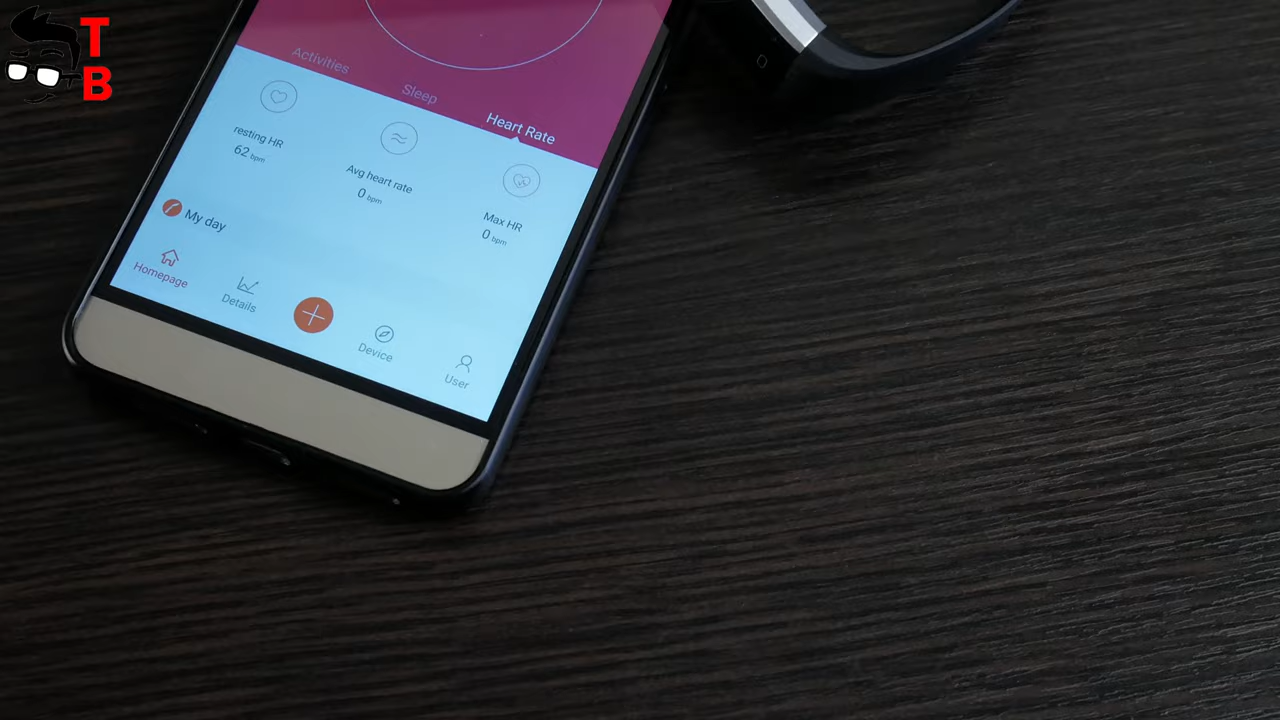 T
B
Activities
Sleep
Heart Rate
resting HR
62 bpm
Avg heart rate
0 bpm
Max HR
0 bpm
My day
Homepage
Details
Device
User